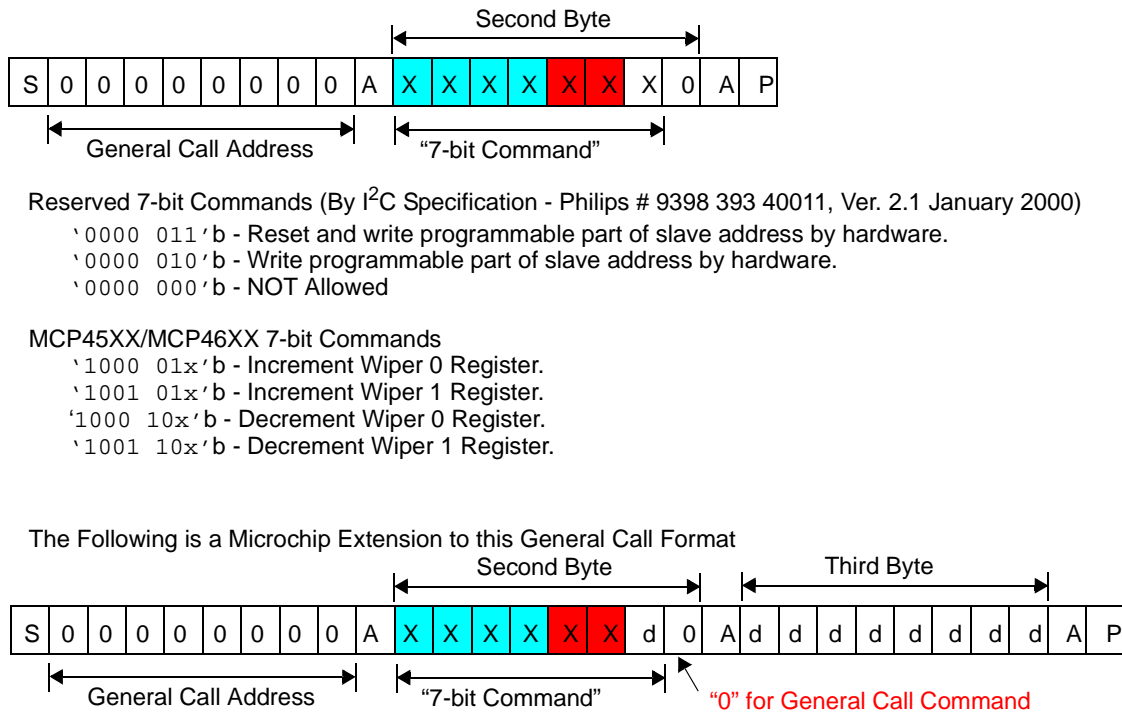 Second Byte
S 0 0 0 0 0 0 0 0 A X X X X X X X 0 A P
General Call Address “7-bit Command”
Reserved 7-bit Commands (By I2C Specification - Philips # 9398 393 40011, Ver. 2.1 January 2000)
‘0000 011’b - Reset and write programmable part of slave address by hardware.
‘0000 010’b - Write programmable part of slave address by hardware.
‘0000 000’b - NOT Allowed
MCP45XX/MCP46XX 7-bit Commands
‘1000 01x’b - Increment Wiper 0 Register.
‘1001 01x’b - Increment Wiper 1 Register.
‘1000 10x’b - Decrement Wiper 0 Register.
‘1001 10x’b - Decrement Wiper 1 Register.
The Following is a Microchip Extension to this General Call Format
Second Byte Third Byte
S 0 0 0 0 0 0 0 0 A X X X X X X d 0 A d d d d d d d d A P
General Call Address “7-bit Command” “0” for General Call Command